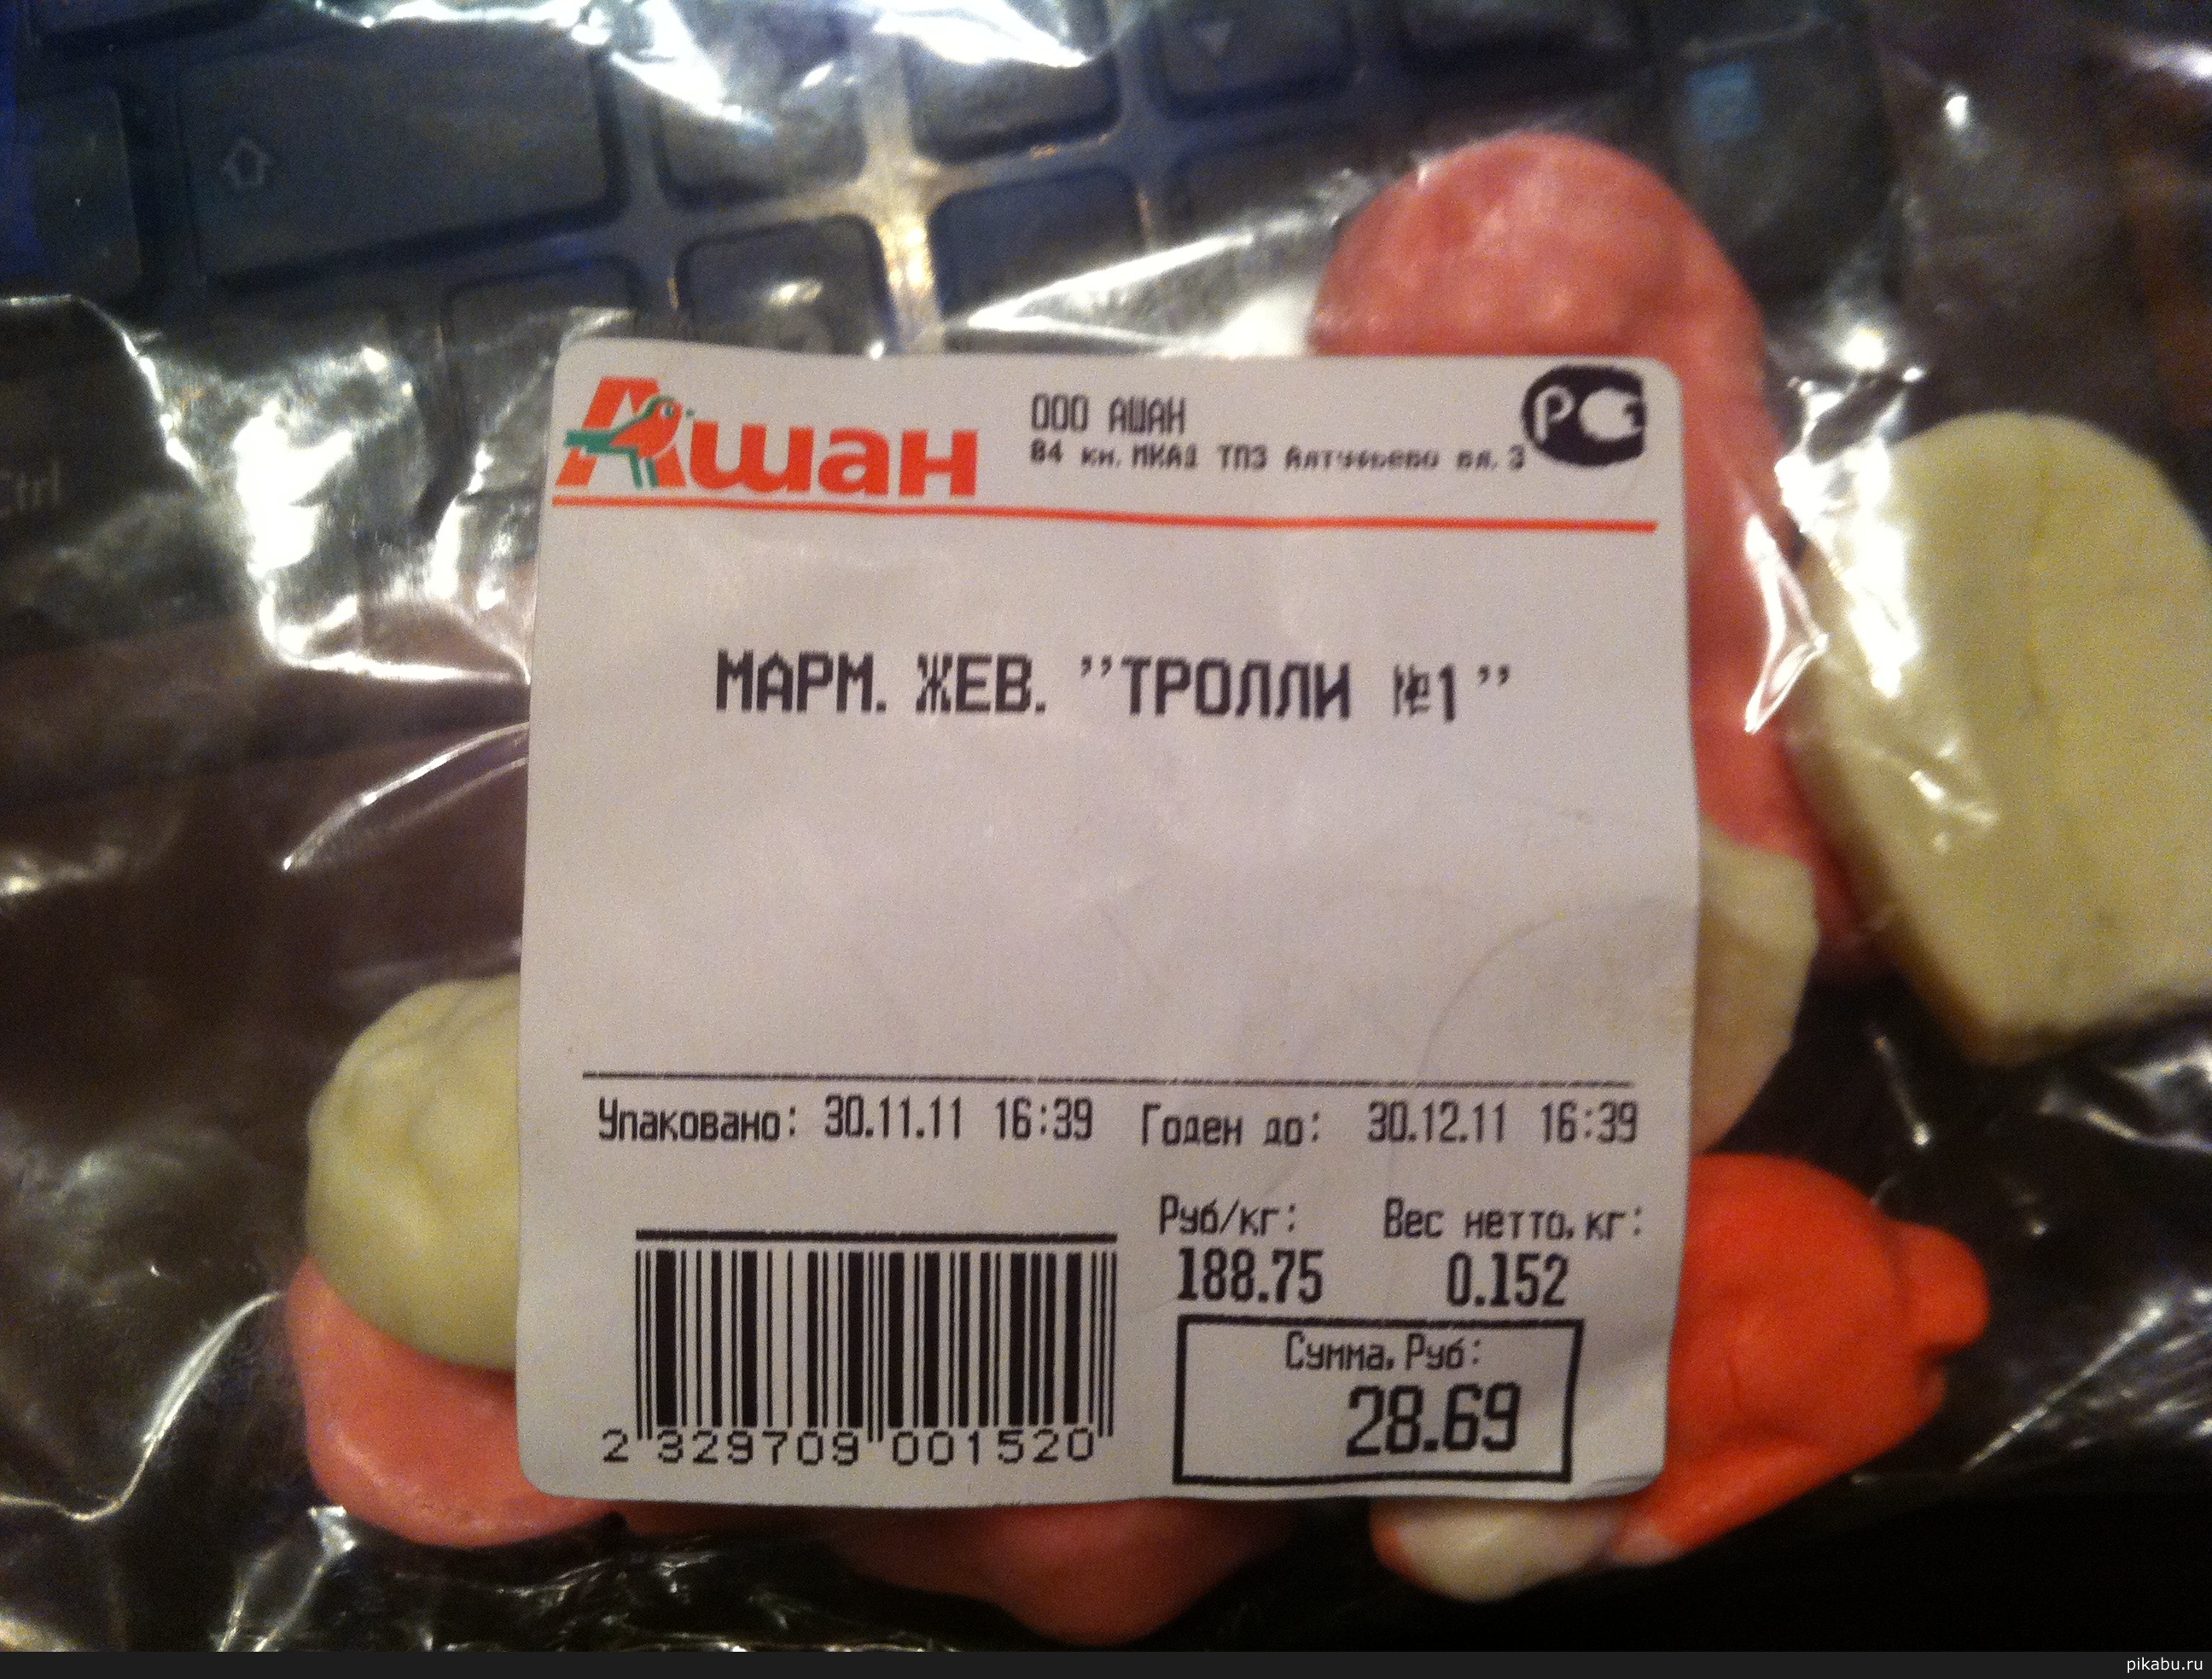 Ctrl
Ашан
ООО АШАН
84 км. МКАД ТПЗ Алтуфьево вл. 3
РС
МАРМ. ЖЕВ. "ТРОЛЛИ №1"
Упаковано: 30.11.11 16:39 Годен до: 30.12.11 16:39
Руб/кг: Вес нетто, кг:
188.75 0.152
Сумма, Руб:
28.69
2 329709 001520
pikabu.ru